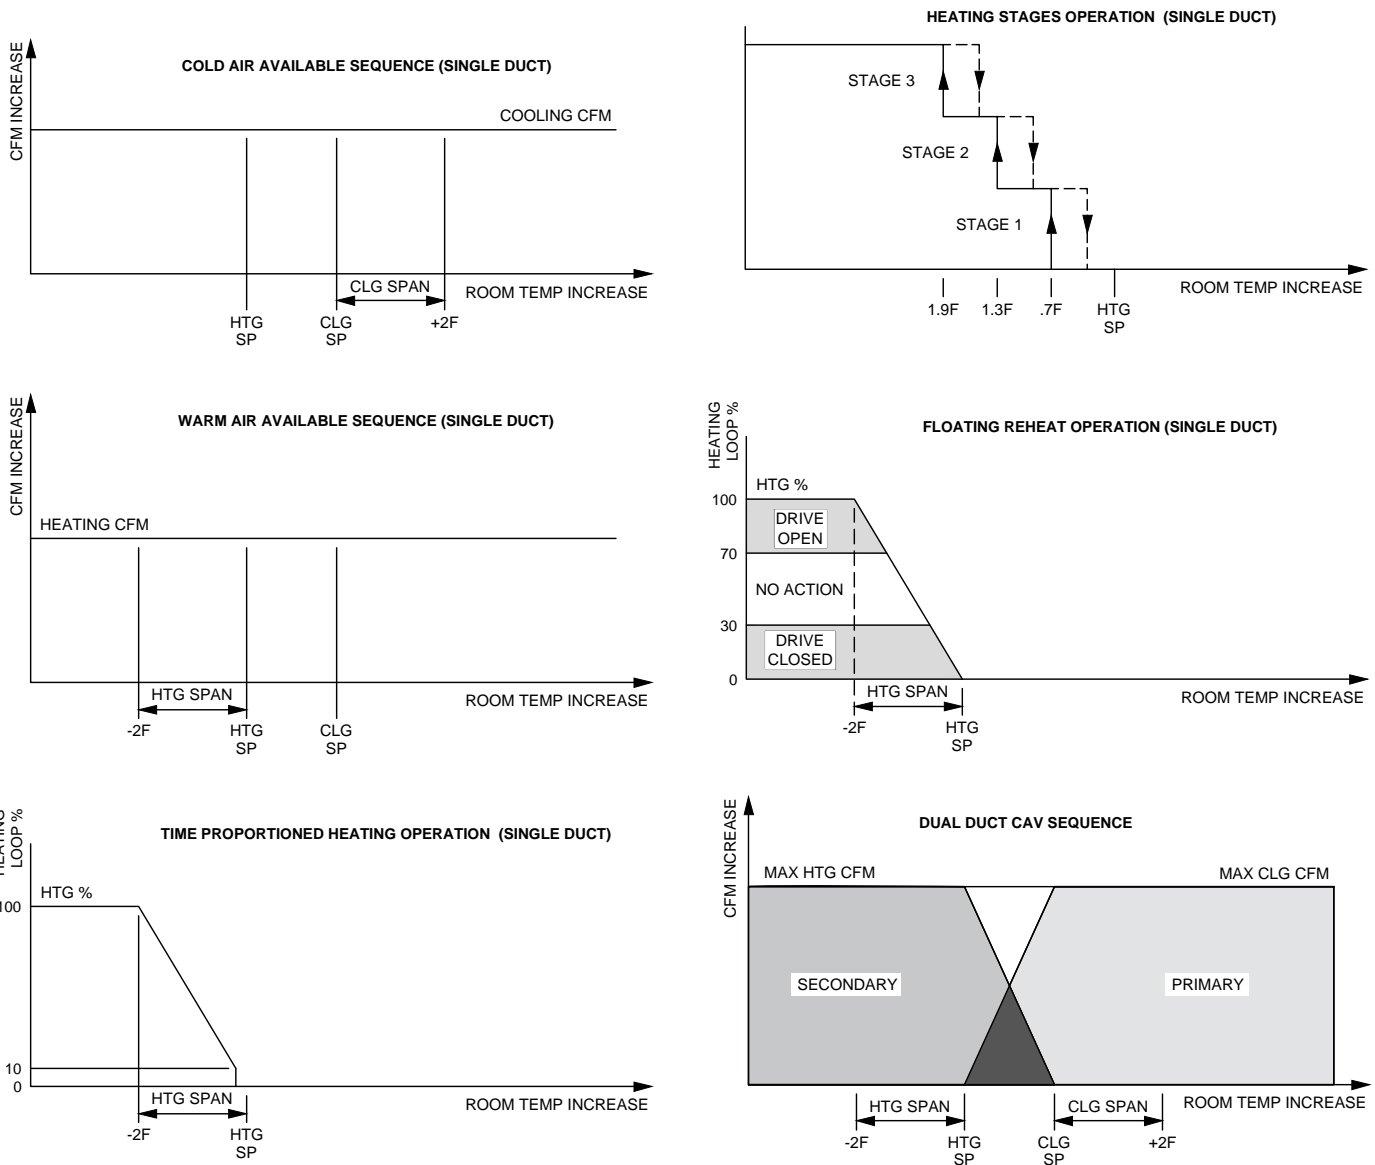 COLD AIR AVAILABLE SEQUENCE (SINGLE DUCT)
CFM INCREASE
COOLING CFM
CLG SPAN
ROOM TEMP INCREASE
HTG
SP
CLG
SP
+2F
HEATING STAGES OPERATION (SINGLE DUCT)
STAGE 3
STAGE 2
STAGE 1
ROOM TEMP INCREASE
1.9F
1.3F
.7F
HTG
SP
WARM AIR AVAILABLE SEQUENCE (SINGLE DUCT)
CFM INCREASE
HEATING CFM
HTG SPAN
ROOM TEMP INCREASE
-2F
HTG
SP
CLG
SP
FLOATING REHEAT OPERATION (SINGLE DUCT)
HEATING
LOOP %
HTG %
100
DRIVE
OPEN
70
NO ACTION
30
DRIVE
CLOSED
0
HTG SPAN
ROOM TEMP INCREASE
-2F
HTG
SP
TIME PROPORTIONED HEATING OPERATION (SINGLE DUCT)
HEATING
LOOP %
HTG %
100
10
0
HTG SPAN
ROOM TEMP INCREASE
-2F
HTG
SP
DUAL DUCT CAV SEQUENCE
CFM INCREASE
MAX HTG CFM
MAX CLG CFM
SECONDARY
PRIMARY
HTG SPAN
CLG SPAN
ROOM TEMP INCREASE
-2F
HTG
SP
CLG
SP
+2F